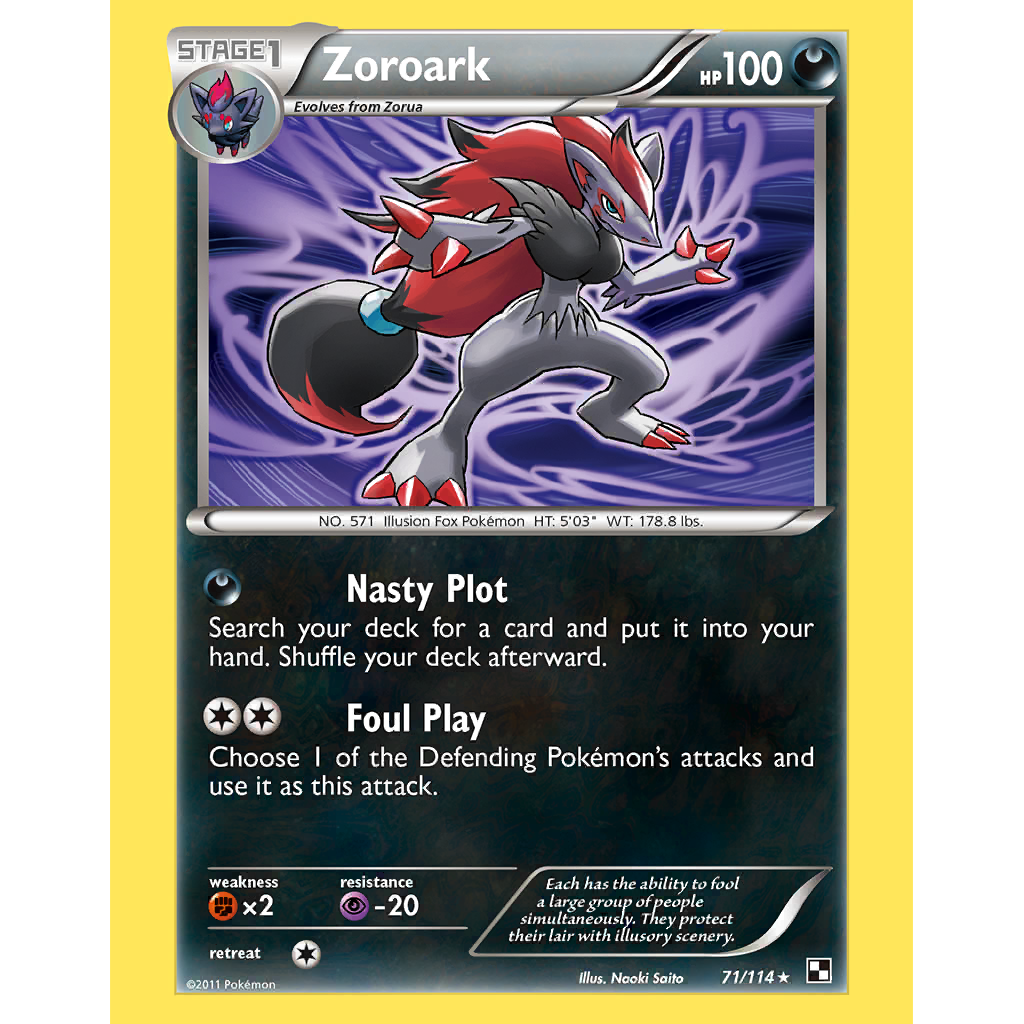 STAGE1
Zoroark
HP100
Evolves from Zorua
NO. 571 Illusion Fox Pokémon HT: 5'03" WT: 178.8 lbs.
Nasty Plot
Search your deck for a card and put it into your
hand. Shuffle your deck afterward.
Foul Play
Choose 1 of the Defending Pokémon's attacks and
use it as this attack.
weakness
×2
resistance
-20
retreat
Each has the ability to fool
a large group of people
simultaneously. They protect
their lair with illusory scenery.
©2011 Pokémon
Illus. Naoki Saito
71/114★